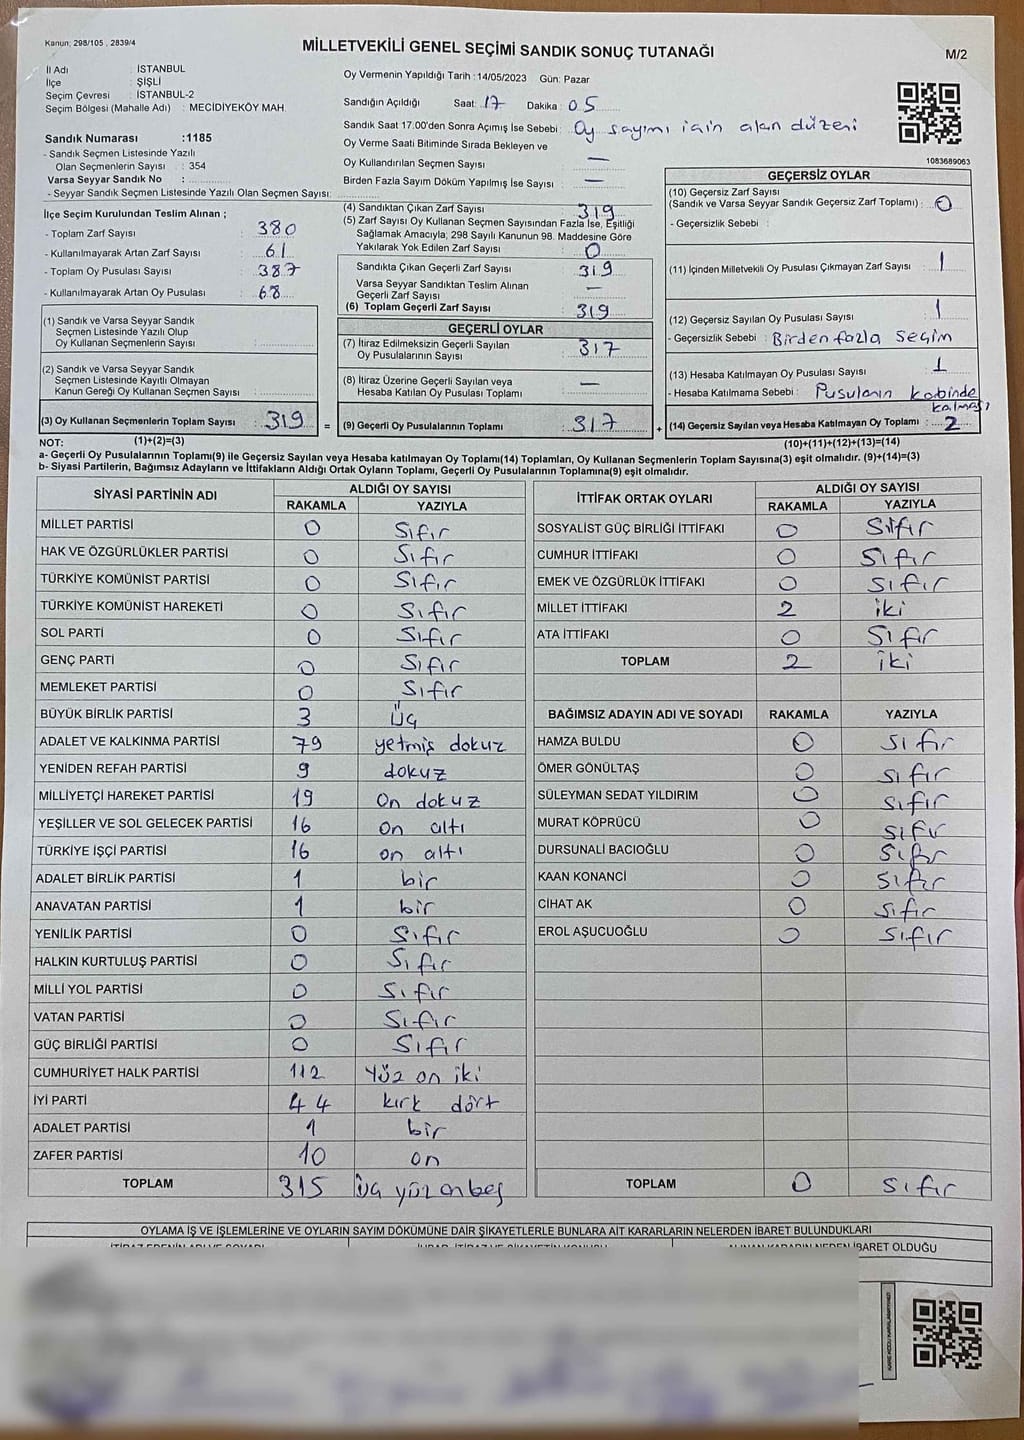 Kanun; 298/105 , 2839/4
MİLLETVEKİLİ GENEL SEÇİMİ SANDIK SONUÇ TUTANAĞI
M/2
İl Adı : İSTANBUL
İlçe : ŞİŞLİ
Seçim Çevresi : İSTANBUL-2
Seçim Bölgesi (Mahalle Adı) : MECİDİYEKÖY MAH.
Sandık Numarası :1185
- Sandık Seçmen Listesinde Yazılı
Olan Seçmenlerin Sayısı : 354
Varsa Seyyar Sandık No :
- Seyyar Sandık Seçmen Listesinde Yazılı Olan Seçmen Sayısı:
İlçe Seçim Kurulundan Teslim Alınan ;
- Toplam Zarf Sayısı : 380
- Kullanılmayarak Artan Zarf Sayısı : 61
- Toplam Oy Pusulası Sayısı : 387
- Kullanılmayarak Artan Oy Pusulası : 68
(1) Sandık ve Varsa Seyyar Sandık
Seçmen Listesinde Yazılı Olup
Oy Kullanan Seçmenlerin Sayısı :
(2) Sandık ve Varsa Seyyar Sandık
Seçmen Listesinde Kayıtlı Olmayan
Kanun Gereği Oy Kullanan Seçmen Sayısı :
(3) Oy Kullanan Seçmenlerin Toplam Sayısı : 319 =
(1)+(2)=(3)
Oy Vermenin Yapıldığı Tarih :14/05/2023 Gün: Pazar
Sandığın Açıldığı Saat: 17 Dakika : 05
Sandık Saat 17.00'den Sonra Açımış İse Sebebi : Oy sayımı için alan düzeni
Oy Verme Saati Bitiminde Sırada Bekleyen ve
Oy Kullandırılan Seçmen Sayısı : —
Birden Fazla Sayım Döküm Yapılmış İse Sayısı : —
(4) Sandıktan Çıkan Zarf Sayısı : 319
(5) Zarf Sayısı Oy Kullanan Seçmen Sayısından Fazla İse, Eşitliği
Sağlamak Amacıyla; 298 Sayılı Kanunun 98. Maddesine Göre
Yakılarak Yok Edilen Zarf Sayısı : 0
Sandıkta Çıkan Geçerli Zarf Sayısı : 319
Varsa Seyyar Sandıktan Teslim Alınan
Geçerli Zarf Sayısı : —
(6) Toplam Geçerli Zarf Sayısı : 319
GEÇERLİ OYLAR
(7) İtiraz Edilmeksizin Geçerli Sayılan
Oy Pusulalarının Sayısı : 317
(8) İtiraz Üzerine Geçerli Sayılan veya
Hesaba Katılan Oy Pusulası Toplamı : —
(9) Geçerli Oy Pusulalarının Toplamı : 317 +
1083689063
GEÇERSİZ OYLAR
(10) Geçersiz Zarf Sayısı
(Sandık ve Varsa Seyyar Sandık Geçersiz Zarf Toplamı) : 0
- Geçersizlik Sebebi :
(11) İçinden Milletvekili Oy Pusulası Çıkmayan Zarf Sayısı : 1
(12) Geçersiz Sayılan Oy Pusulası Sayısı : 1
- Geçersizlik Sebebi : Birden fazla seçim
(13) Hesaba Katılmayan Oy Pusulası Sayısı : 1
- Hesaba Katılmama Sebebi : Pusulanın kabinde
kalması
(14) Geçersiz Sayılan veya Hesaba Katılmayan Oy Toplamı : 2
(10)+(11)+(12)+(13)=(14)
NOT:
a- Geçerli Oy Pusulalarının Toplamı(9) ile Geçersiz Sayılan veya Hesaba katılmayan Oy Toplamı(14) Toplamları, Oy Kullanan Seçmenlerin Toplam Sayısına(3) eşit olmalıdır. (9)+(14)=(3)
b- Siyasi Partilerin, Bağımsız Adayların ve İttifakların Aldığı Ortak Oyların Toplamı, Geçerli Oy Pusulalarının Toplamına(9) eşit olmalıdır.
SİYASİ PARTİNİN ADI ALDIĞI OY SAYISI
RAKAMLA YAZIYLA
MİLLET PARTİSİ 0 Sıfır
HAK VE ÖZGÜRLÜKLER PARTİSİ 0 Sıfır
TÜRKİYE KOMÜNİST PARTİSİ 0 Sıfır
TÜRKİYE KOMÜNİST HAREKETİ 0 Sıfır
SOL PARTİ 0 Sıfır
GENÇ PARTİ 0 Sıfır
MEMLEKET PARTİSİ 0 Sıfır
BÜYÜK BİRLİK PARTİSİ 3 Üç
ADALET VE KALKINMA PARTİSİ 79 yetmiş dokuz
YENİDEN REFAH PARTİSİ 9 dokuz
MİLLİYETÇİ HAREKET PARTİSİ 19 On dokuz
YEŞİLLER VE SOL GELECEK PARTİSİ 16 on altı
TÜRKİYE İŞÇİ PARTİSİ 16 on altı
ADALET BİRLİK PARTİSİ 1 bir
ANAVATAN PARTİSİ 1 bir
YENİLİK PARTİSİ 0 Sıfır
HALKIN KURTULUŞ PARTİSİ 0 Sıfır
MİLLİ YOL PARTİSİ 0 Sıfır
VATAN PARTİSİ 0 Sıfır
GÜÇ BİRLİĞİ PARTİSİ 0 Sıfır
CUMHURİYET HALK PARTİSİ 112 Yüz on iki
İYİ PARTİ 44 kırk dört
ADALET PARTİSİ 1 bir
ZAFER PARTİSİ 10 on
TOPLAM 315 Üç yüz onbeş
İTTİFAK ORTAK OYLARI ALDIĞI OY SAYISI
RAKAMLA YAZIYLA
SOSYALİST GÜÇ BİRLİĞİ İTTİFAKI 0 Sıfır
CUMHUR İTTİFAKI 0 Sıfır
EMEK VE ÖZGÜRLÜK İTTİFAKI 0 Sıfır
MİLLET İTTİFAKI 2 iki
ATA İTTİFAKI 0 Sıfır
TOPLAM 2 iki
BAĞIMSIZ ADAYIN ADI VE SOYADI RAKAMLA YAZIYLA
HAMZA BULDU 0 Sıfır
ÖMER GÖNÜLTAŞ 0 Sıfır
SÜLEYMAN SEDAT YILDIRIM 0 Sıfır
MURAT KÖPRÜCÜ 0 Sıfır
DURSUNALİ BACIOĞLU 0 Sıfır
KAAN KONANCİ 0 Sıfır
CİHAT AK 0 Sıfır
EROL AŞUCUOĞLU 0 Sıfır
TOPLAM 0 Sıfır
OYLAMA İŞ VE İŞLEMLERİNE VE OYLARIN SAYIM DÖKÜMÜNE DAİR ŞİKAYETLERLE BUNLARA AİT KARARLARIN NELERDEN İBARET BULUNDUKLARI
ALINAN KARARIN NEDEN İBARET OLDUĞU